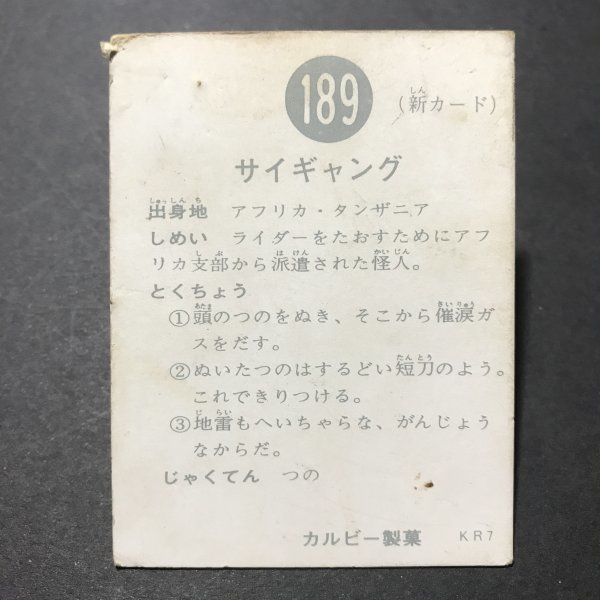 189
(新カード)
サイギャング
出身地 アフリカ・タンザニア
しめい ライダーをたおすためにアフ
リカ支部から派遣された怪人。
とくちょう
①頭のつのをぬき、そこから催涙ガ
スをだす。
②ぬいたつのはするどい短刀のよう。
これできりつける。
③地雷もへいちゃらな、がんじょう
なからだ。
じゃくてん つの
カルビー製菓 KR7